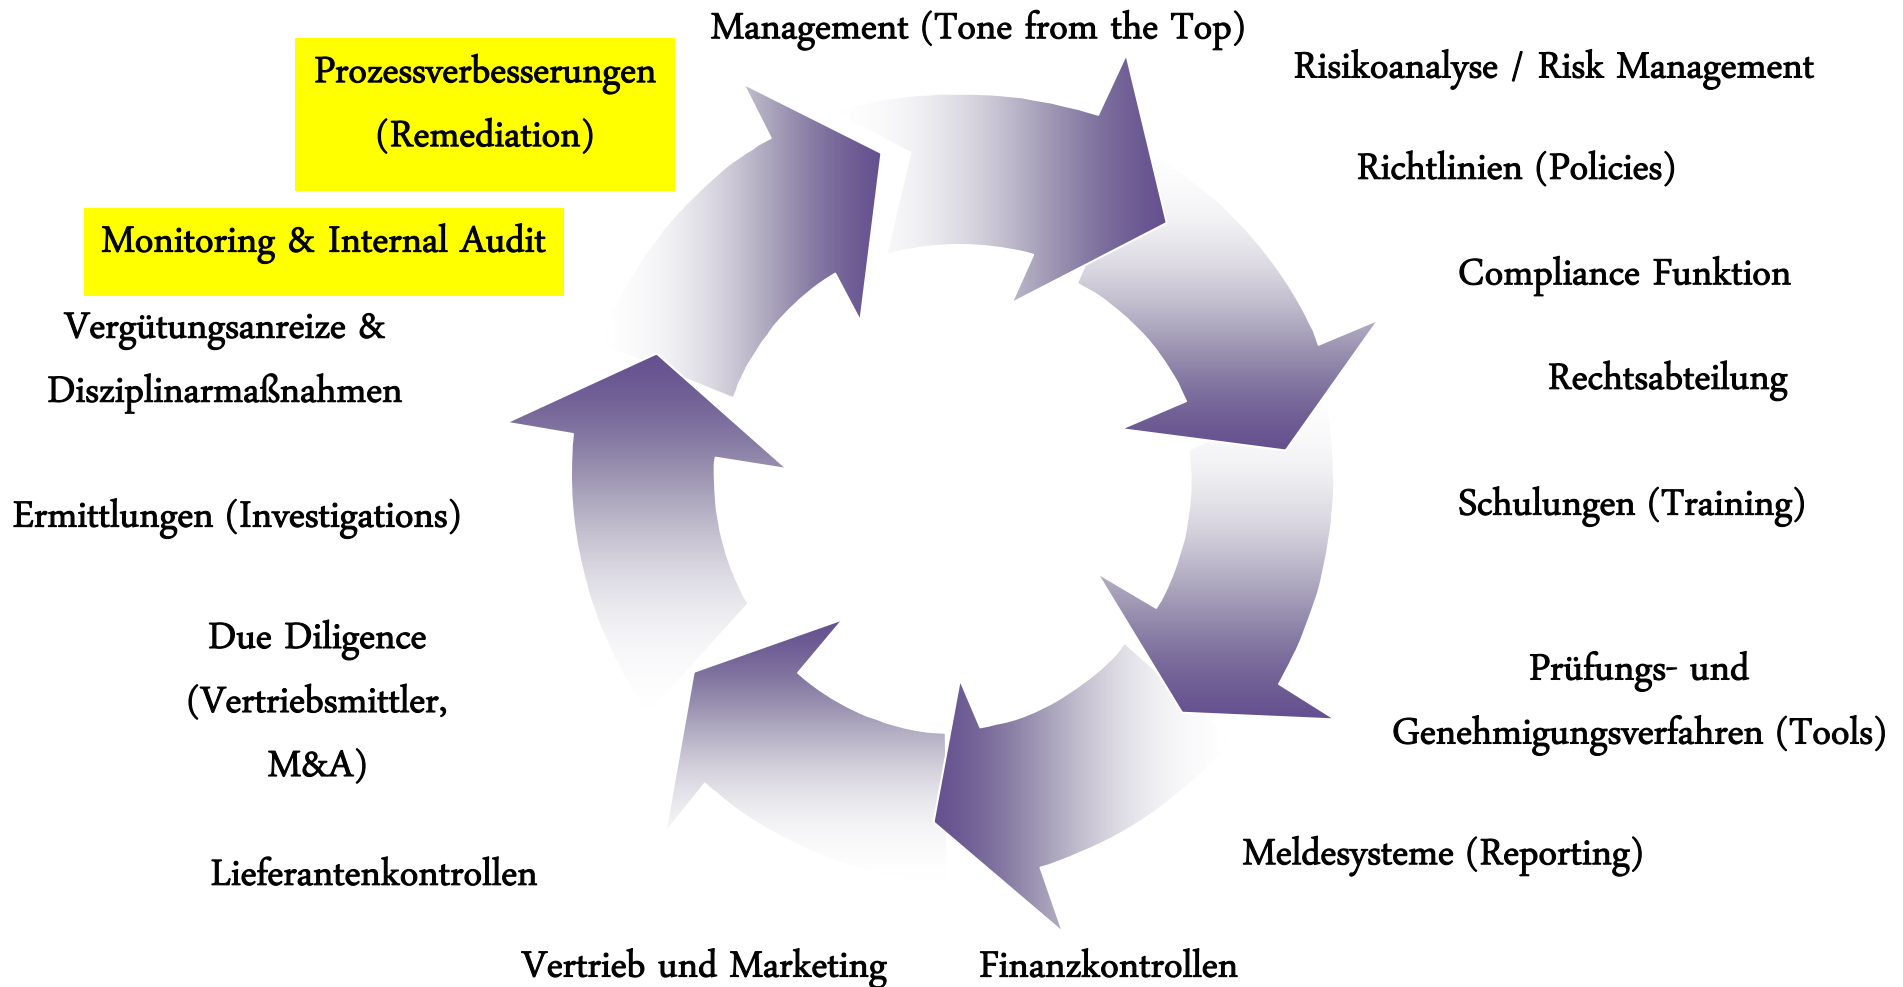 Management (Tone from the Top)
Risikoanalyse / Risk Management
Richtlinien (Policies)
Compliance Funktion
Rechtsabteilung
Schulungen (Training)
Prüfungs- und
Genehmigungsverfahren (Tools)
Meldesysteme (Reporting)
Finanzkontrollen
Vertrieb und Marketing
Lieferantenkontrollen
Due Diligence
(Vertriebsmittler,
M&A)
Ermittlungen (Investigations)
Vergütungsanreize &
Disziplinarmaßnahmen
Monitoring & Internal Audit
Prozessverbesserungen
(Remediation)